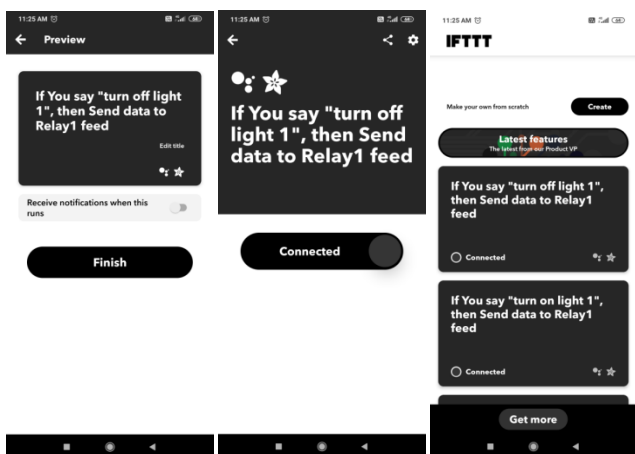 11:25 AM
Preview
If You say "turn off light
1", then Send data to
Relay1 feed
Edit title
Receive notifications when this
runs
Finish
11:25 AM
If You say "turn off
light 1", then Send
data to Relay1 feed
Connected
11:25 AM
IFTTT
Make your own from scratch
Create
Latest features
The latest from our Product VP
If You say "turn off light 1",
then Send data to Relay1
feed
Connected
If You say "turn on light 1",
then Send data to Relay1
feed
Connected
Get more